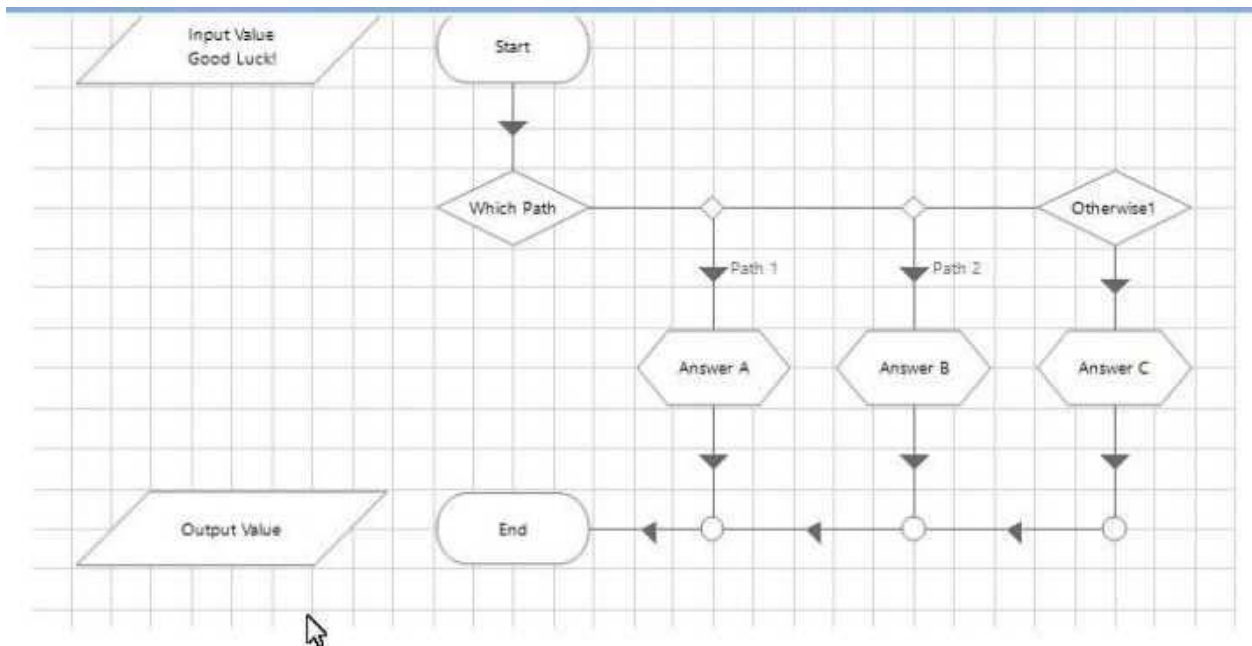 Input Value
Good Luck!
Start
Which Path
Otherwise1
Path 1
Path 2
Answer A
Answer B
Answer C
Output Value
End